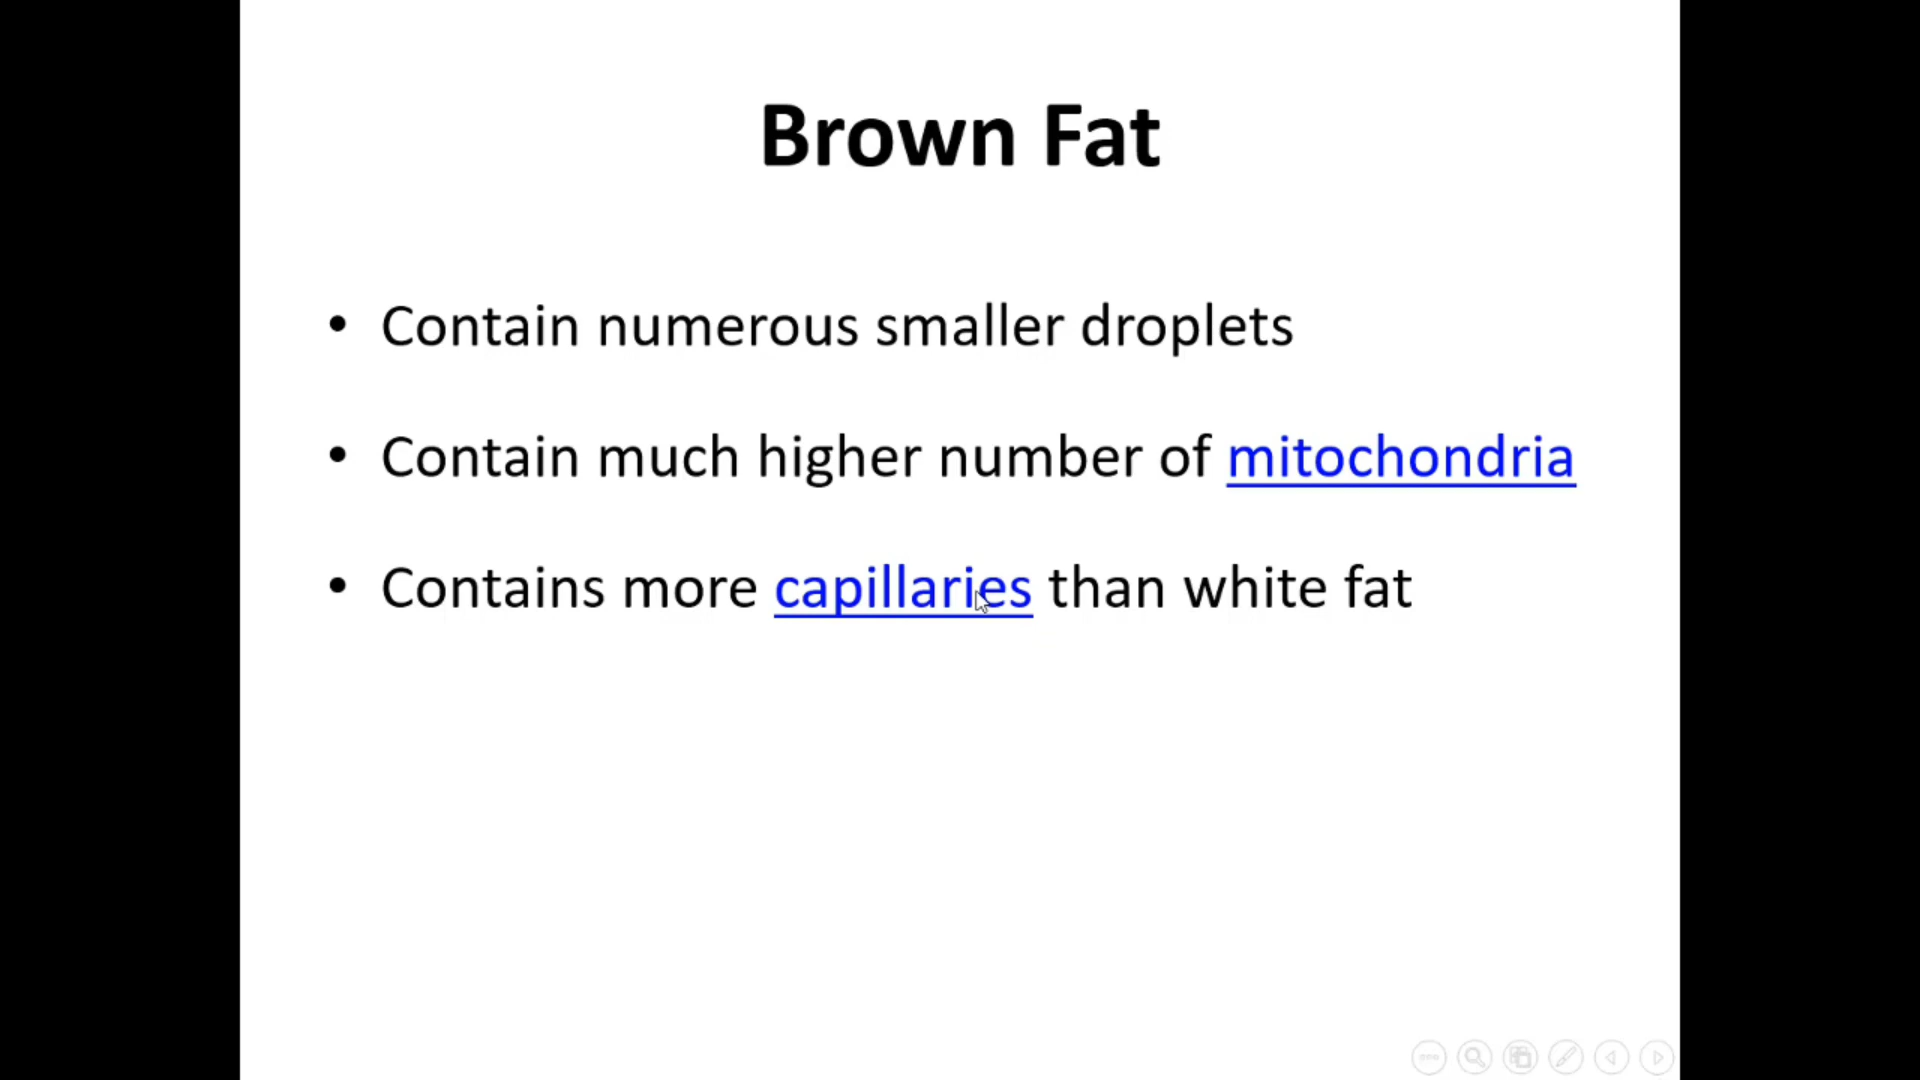 Brown Fat
• Contain numerous smaller droplets
• Contain much higher number of mitochondria
• Contains more capillaries than white fat